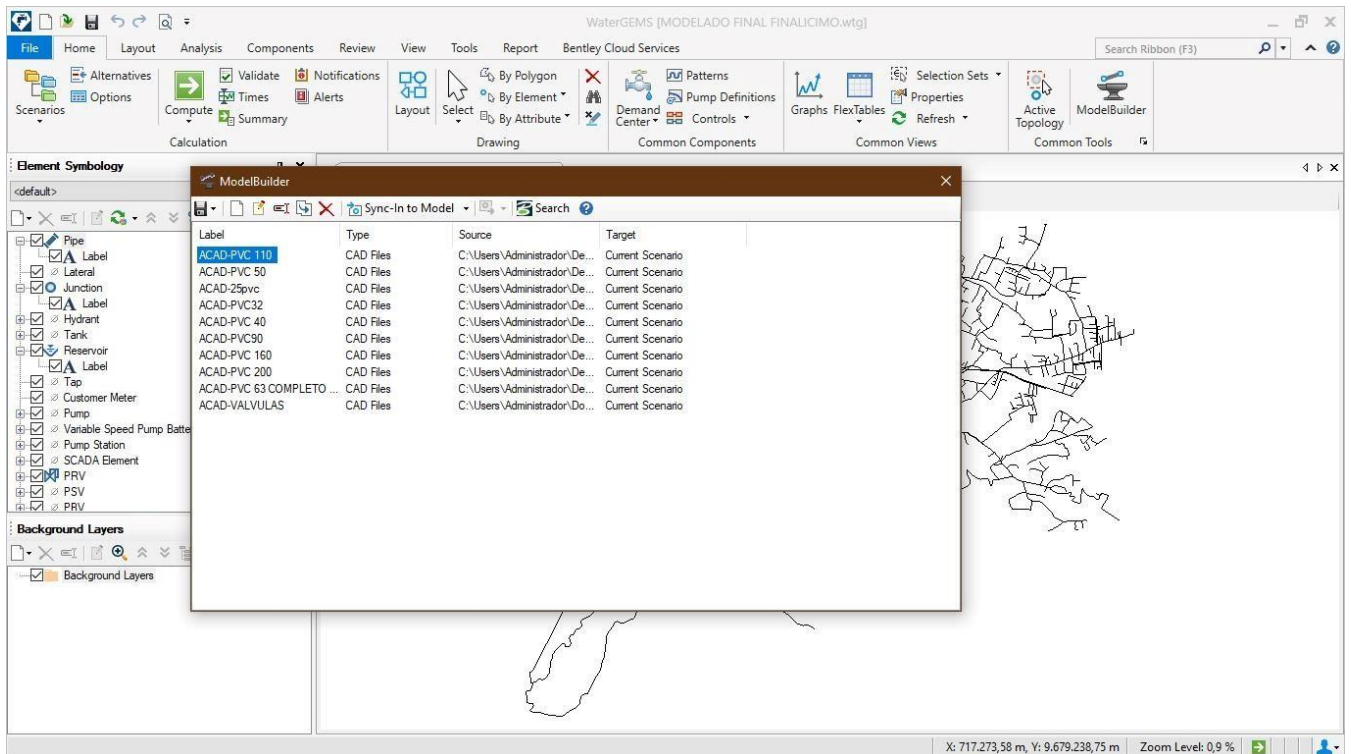 WaterGEMS [MODELADO FINAL FINALICIMO.wtg]
File Home Layout Analysis Components Review View Tools Report Bentley Cloud Services Search Ribbon (F3)
Scenarios
Alternatives
Options
Compute
Validate
Times
Summary
Notifications
Alerts
Calculation
Layout
Select
By Polygon
By Element
By Attribute
Drawing
Demand Center
Patterns
Pump Definitions
Controls
Common Components
Graphs
FlexTables
Selection Sets
Properties
Refresh
Common Views
Active Topology
ModelBuilder
Common Tools
Element Symbology
<default>
Pipe
Label
Lateral
Junction
Label
Hydrant
Tank
Reservoir
Label
Tap
Customer Meter
Pump
Variable Speed Pump Batte
Pump Station
SCADA Element
PRV
PSV
PBV
Background Layers
Background Layers
ModelBuilder
Sync-In to Model Search
Label Type Source Target
ACAD-PVC 110 CAD Files C:\Users\Administrador\De... Current Scenario
ACAD-PVC 50 CAD Files C:\Users\Administrador\De... Current Scenario
ACAD-25pvc CAD Files C:\Users\Administrador\De... Current Scenario
ACAD-PVC32 CAD Files C:\Users\Administrador\De... Current Scenario
ACAD-PVC 40 CAD Files C:\Users\Administrador\De... Current Scenario
ACAD-PVC90 CAD Files C:\Users\Administrador\De... Current Scenario
ACAD-PVC 160 CAD Files C:\Users\Administrador\De... Current Scenario
ACAD-PVC 200 CAD Files C:\Users\Administrador\De... Current Scenario
ACAD-PVC 63 COMPLETO ... CAD Files C:\Users\Administrador\De... Current Scenario
ACAD-VALVULAS CAD Files C:\Users\Administrador\Do... Current Scenario
X: 717.273,58 m, Y: 9.679.238,75 m Zoom Level: 0,9 %